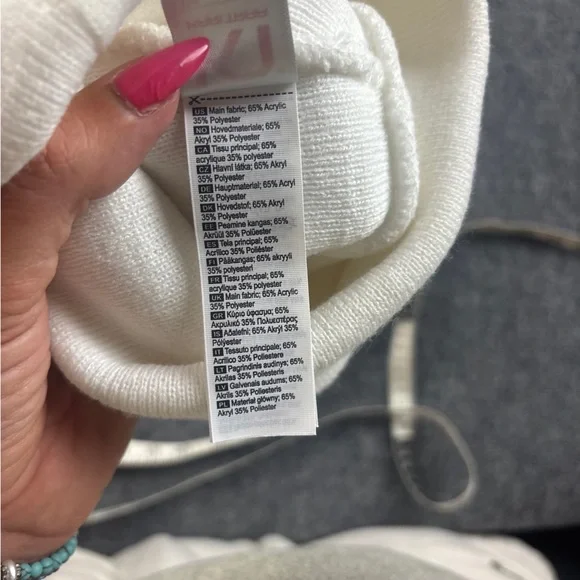 US Main fabric; 65% Acrylic
35% Polyester
NO Hovedmateriale; 65%
Akryl 35% Polyester
CA Tissu principal; 65%
acrylique 35% polyester
CZ Hlavní látka; 65% Akryl
35% Polyester
DE Hauptmaterial; 65% Acryl
35% Polyester
DK Hovedstof; 65% Akryl
35% Polyester
EE Peamine kangas; 65%
Akrüül 35% Polüester
ES Tela principal; 65%
Acrílico 35% Poliéster
FI Pääkangas; 65% akryyli
35% polyesteri
FR Tissu principal; 65%
acrylique 35% polyester
UK Main fabric; 65% Acrylic
35% Polyester
GR Κύριο ύφασμα; 65%
Ακρυλικό 35% Πολυεστέρας
IS Aðalefni; 65% Akrýl 35%
Pólýester
IT Tessuto principale; 65%
Acrilico 35% Poliestere
LT Pagrindinis audinys; 65%
Akrilas 35% Poliesteris
LV Galvenais audums; 65%
Akrils 35% Poliesteris
PL Materiał główny; 65%
Akryl 35% Poliester